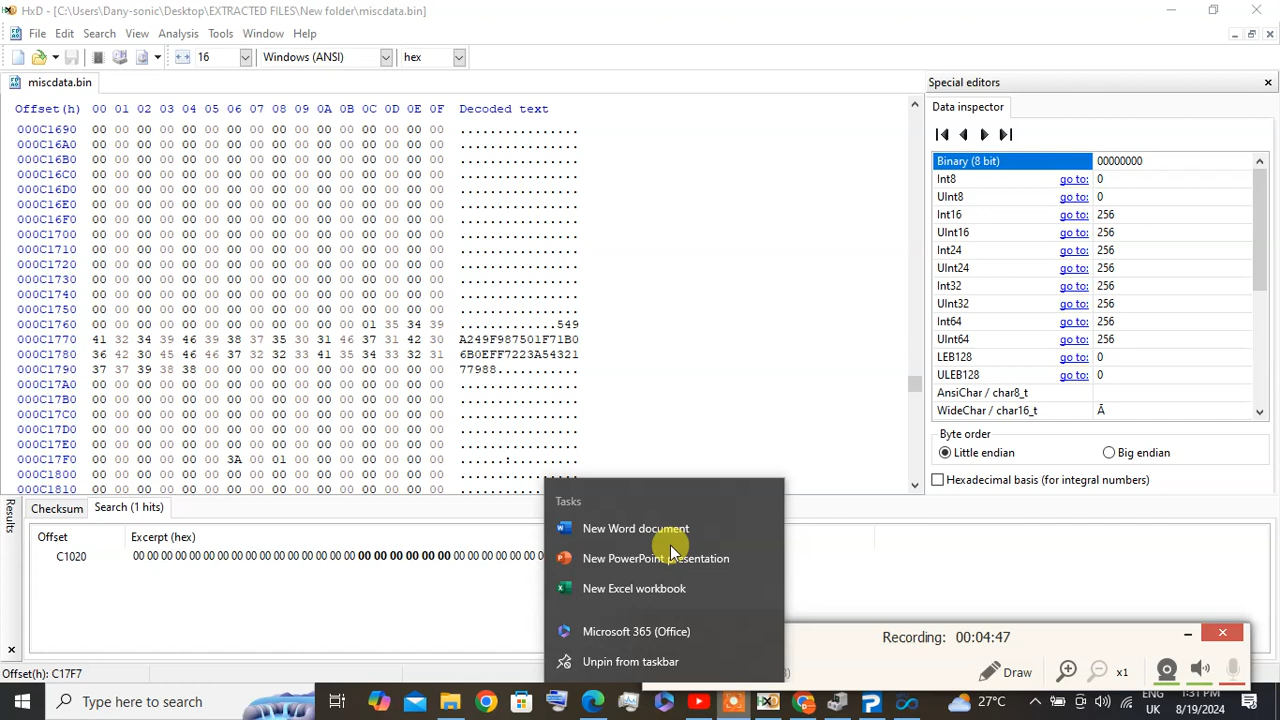 HxD - [C:\Users\Dany-sonic\Desktop\EXTRACTED FILES\New folder\miscdata.bin]
File Edit Search View Analysis Tools Window Help
16 Windows (ANSI) hex
miscdata.bin
Special editors
Data inspector
Offset(h) 00 01 02 03 04 05 06 07 08 09 0A 0B 0C 0D 0E 0F Decoded text
000C1690 00 00 00 00 00 00 00 00 00 00 00 00 00 00 00 00 ................
000C16A0 00 00 00 00 00 00 00 00 00 00 00 00 00 00 00 00 ................
000C16B0 00 00 00 00 00 00 00 00 00 00 00 00 00 00 00 00 ................
000C16C0 00 00 00 00 00 00 00 00 00 00 00 00 00 00 00 00 ................
000C16D0 00 00 00 00 00 00 00 00 00 00 00 00 00 00 00 00 ................
000C16E0 00 00 00 00 00 00 00 00 00 00 00 00 00 00 00 00 ................
000C16F0 00 00 00 00 00 00 00 00 00 00 00 00 00 00 00 00 ................
000C1700 00 00 00 00 00 00 00 00 00 00 00 00 00 00 00 00 ................
000C1710 00 00 00 00 00 00 00 00 00 00 00 00 00 00 00 00 ................
000C1720 00 00 00 00 00 00 00 00 00 00 00 00 00 00 00 00 ................
000C1730 00 00 00 00 00 00 00 00 00 00 00 00 00 00 00 00 ................
000C1740 00 00 00 00 00 00 00 00 00 00 00 00 00 00 00 00 ................
000C1750 00 00 00 00 00 00 00 00 00 00 00 00 00 00 00 00 ................
000C1760 00 00 00 00 00 00 00 00 00 00 00 00 01 35 34 39 .............549
000C1770 41 32 34 39 46 39 38 37 35 30 31 46 37 31 42 30 A249F987501F71B0
000C1780 36 42 30 45 46 46 37 32 32 33 41 35 34 33 32 31 6B0EFF7223A54321
000C1790 37 37 39 38 38 00 00 00 00 00 00 00 00 00 00 00 77988...........
000C17A0 00 00 00 00 00 00 00 00 00 00 00 00 00 00 00 00 ................
000C17B0 00 00 00 00 00 00 00 00 00 00 00 00 00 00 00 00 ................
000C17C0 00 00 00 00 00 00 00 00 00 00 00 00 00 00 00 00 ................
000C17D0 00 00 00 00 00 00 00 00 00 00 00 00 00 00 00 00 ................
000C17E0 00 00 00 00 00 00 00 00 00 00 00 00 00 00 00 00 ................
000C17F0 00 00 00 00 00 00 3A 00 01 00 00 00 00 00 00 00 ......:.........
000C1800 00 00 00 00 00 00 00 00 00 00 00 00 00 00 00 00 ................
000C1810 00 00 00 00 00 00 00 00 00 00 00 00 00 00 00 00
Binary (8 bit) 00000000
Int8 go to: 0
UInt8 go to: 0
Int16 go to: 256
UInt16 go to: 256
Int24 go to: 256
UInt24 go to: 256
Int32 go to: 256
UInt32 go to: 256
Int64 go to: 256
UInt64 go to: 256
LEB128 go to: 0
ULEB128 go to: 0
AnsiChar / char8_t
WideChar / char16_t Ā
Byte order
Little endian Big endian
Hexadecimal basis (for integral numbers)
Results
Checksum Search (1 hits)
Offset Excerpt (hex)
C1020 00 00 00 00 00 00 00 00 00 00 00 00 00 00 00 00 00
Tasks
New Word document
New PowerPoint presentation
New Excel workbook
Microsoft 365 (Office)
Unpin from taskbar
Recording: 00:04:47
Draw x1
Offset(h): C17F7
Type here to search
27°C
ENG
UK
1:31 PM
8/19/2024